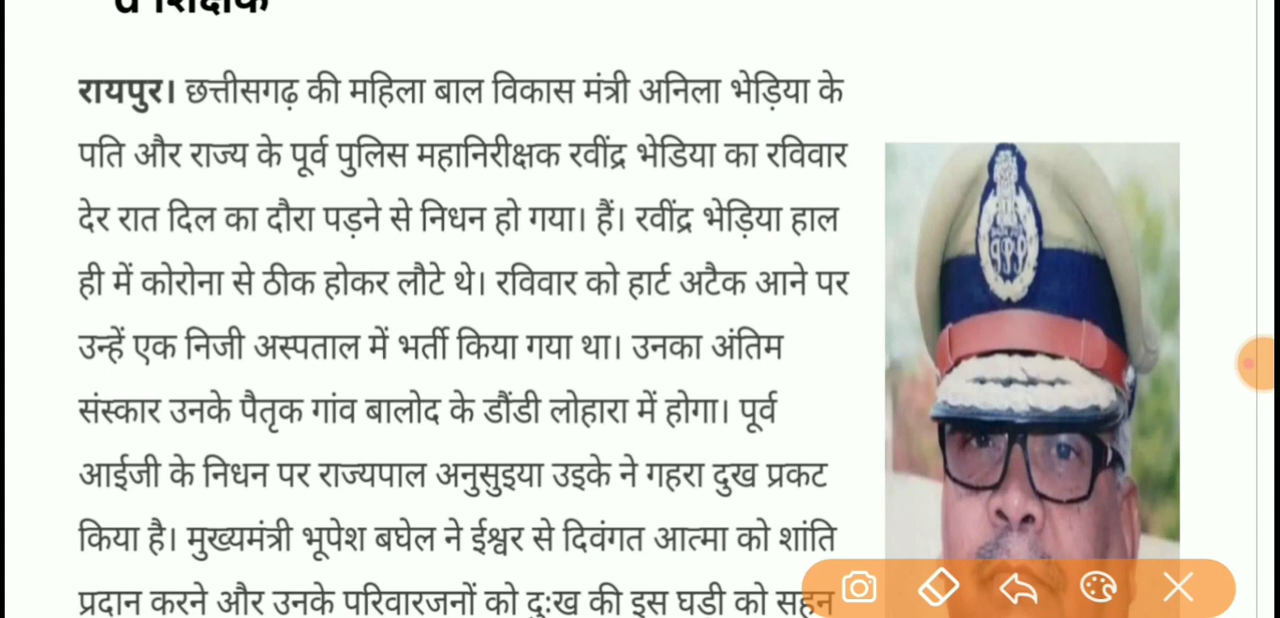 व शिक्षक
रायपुर। छत्तीसगढ़ की महिला बाल विकास मंत्री अनिला भेड़िया के
पति और राज्य के पूर्व पुलिस महानिरीक्षक रवींद्र भेडिया का रविवार
देर रात दिल का दौरा पड़ने से निधन हो गया। हैं। रवींद्र भेड़िया हाल
ही में कोरोना से ठीक होकर लौटे थे। रविवार को हार्ट अटैक आने पर
उन्हें एक निजी अस्पताल में भर्ती किया गया था। उनका अंतिम
संस्कार उनके पैतृक गांव बालोद के डौंडी लोहारा में होगा। पूर्व
आईजी के निधन पर राज्यपाल अनुसुइया उइके ने गहरा दुख प्रकट
किया है। मुख्यमंत्री भूपेश बघेल ने ईश्वर से दिवंगत आत्मा को शांति
प्रदान करने और उनके परिवारजनों को दुःख की इस घडी को सहन